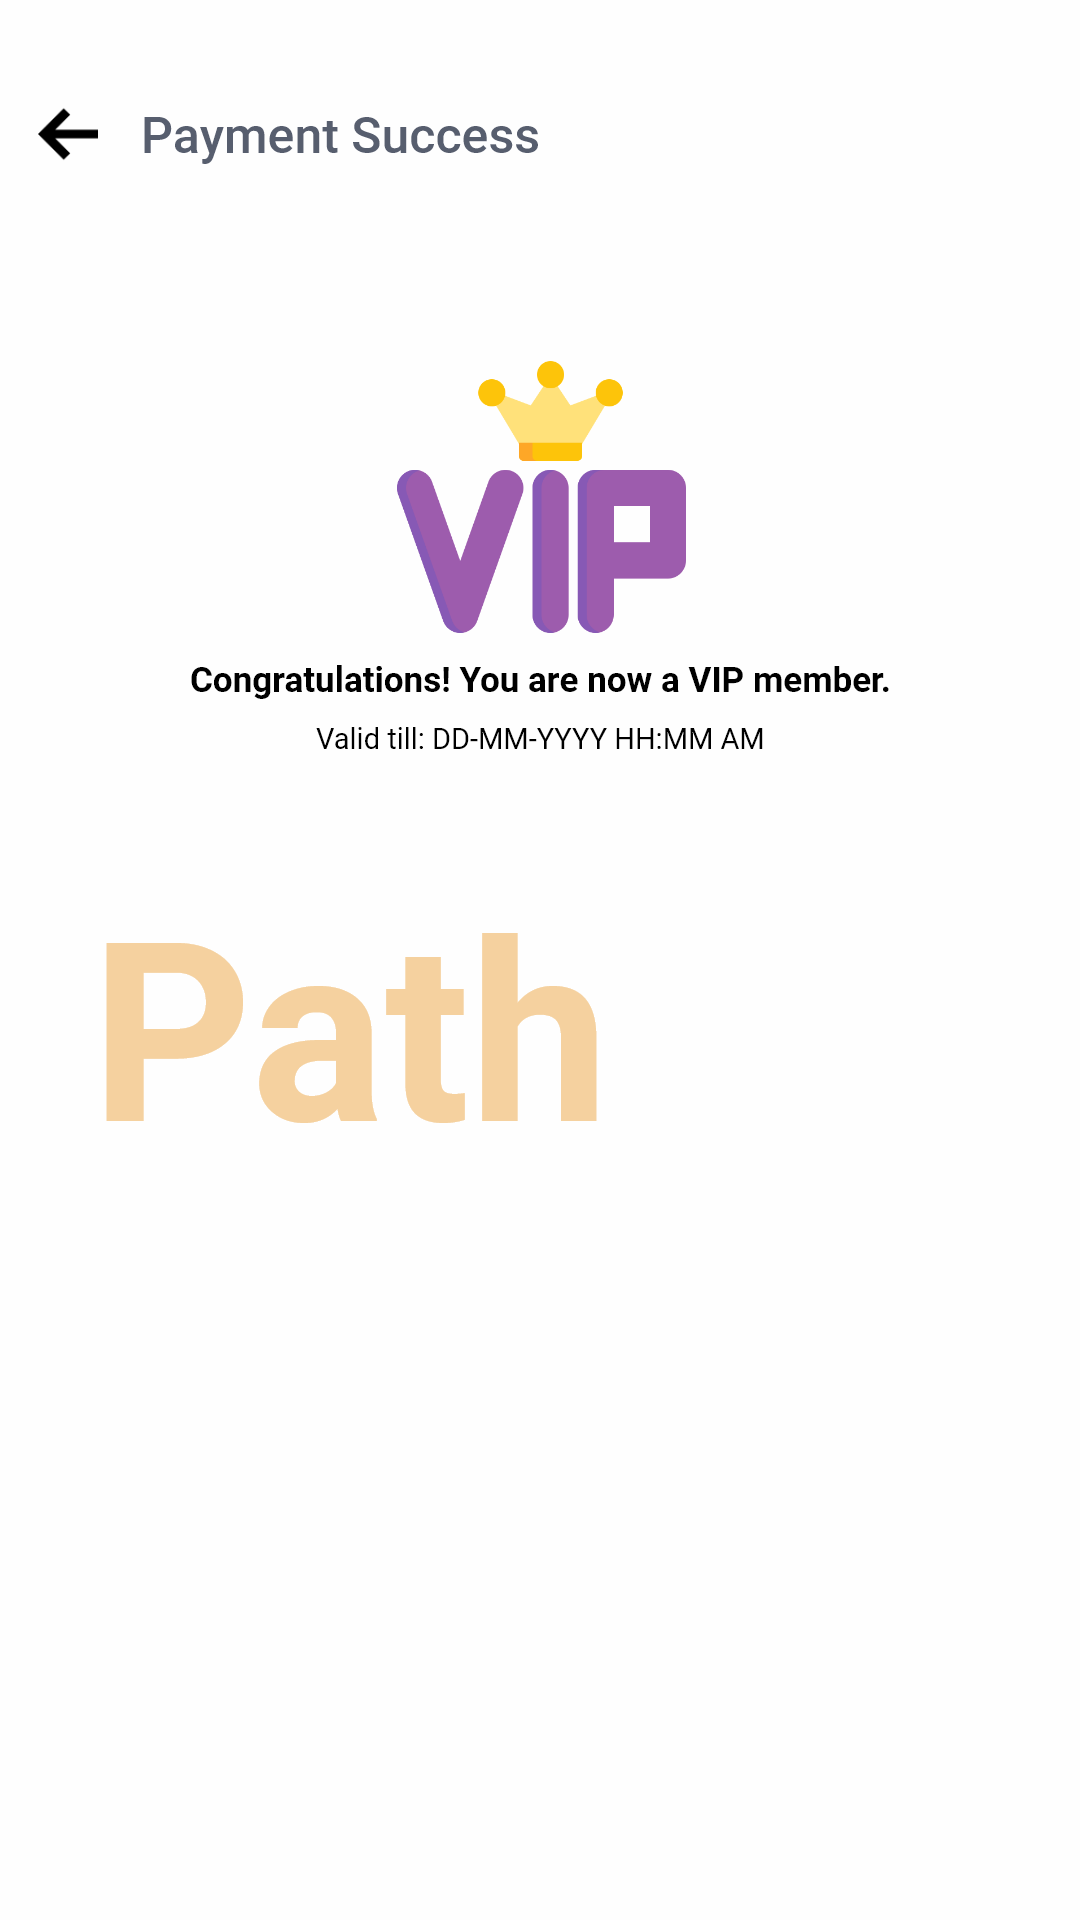 Payment Success
VIP
Congratulations! You are now a VIP member.
Valid till: DD-MM-YYYY HH:MM AM
Path